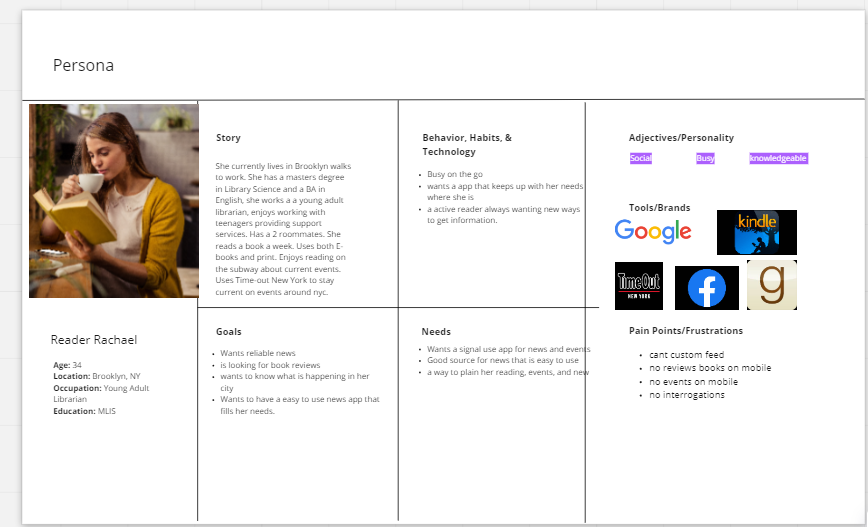 Persona
Story
She currently lives in Brooklyn walks
to work. She has a masters degree
in Library Science and a BA in
English, she works a a young adult
librarian, enjoys working with
teenagers providing support
services. Has a 2 roommates. She
reads a book a week. Uses both E-
books and print. Enjoys reading on
the subway about current events.
Uses Time-out New York to stay
current on events around nyc.
Behavior, Habits, &
Technology
• Busy on the go
• wants a app that keeps up with her needs
where she is
• a active reader always wanting new ways
to get information.
Adjectives/Personality
Social Busy knowledgeable
Tools/Brands
Google kindle
TimeOut
NEW YORK
f
g
Reader Rachael
Age: 34
Location: Brooklyn, NY
Occupation: Young Adult
Librarian
Education: MLIS
Goals
• Wants reliable news
• is looking for book reviews
• wants to know what is happening in her
city
• Wants to have a easy to use news app that
fills her needs.
Needs
• Wants a signal use app for news and events
• Good source for news that is easy to use
• a way to plain her reading, events, and new
Pain Points/Frustrations
• cant custom feed
• no reviews books on mobile
• no events on mobile
• no interrogations